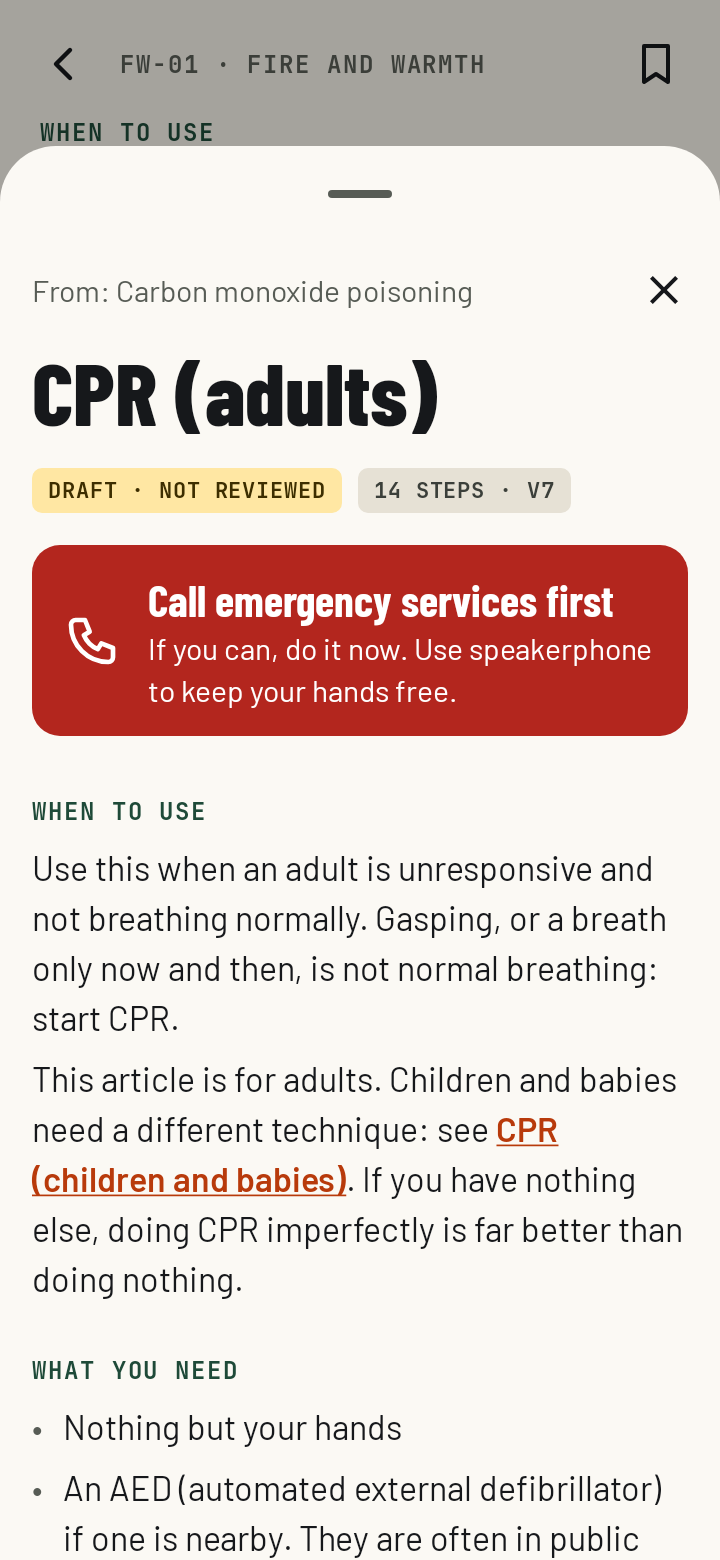 FW-01 · FIRE AND WARMTH
WHEN TO USE
From: Carbon monoxide poisoning
CPR (adults)
DRAFT · NOT REVIEWED
14 STEPS · V7
Call emergency services first
If you can, do it now. Use speakerphone
to keep your hands free.
WHEN TO USE
Use this when an adult is unresponsive and
not breathing normally. Gasping, or a breath
only now and then, is not normal breathing:
start CPR.
This article is for adults. Children and babies
need a different technique: see CPR
(children and babies). If you have nothing
else, doing CPR imperfectly is far better than
doing nothing.
WHAT YOU NEED
• Nothing but your hands
• An AED (automated external defibrillator)
if one is nearby. They are often in public